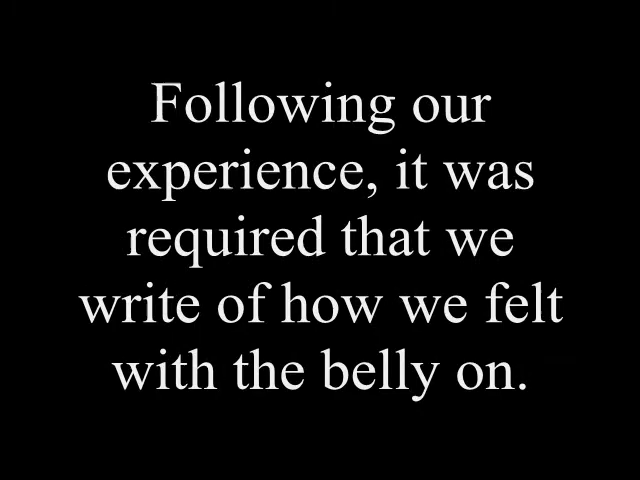 Following our
experience, it was
required that we
write of how we felt
with the belly on.